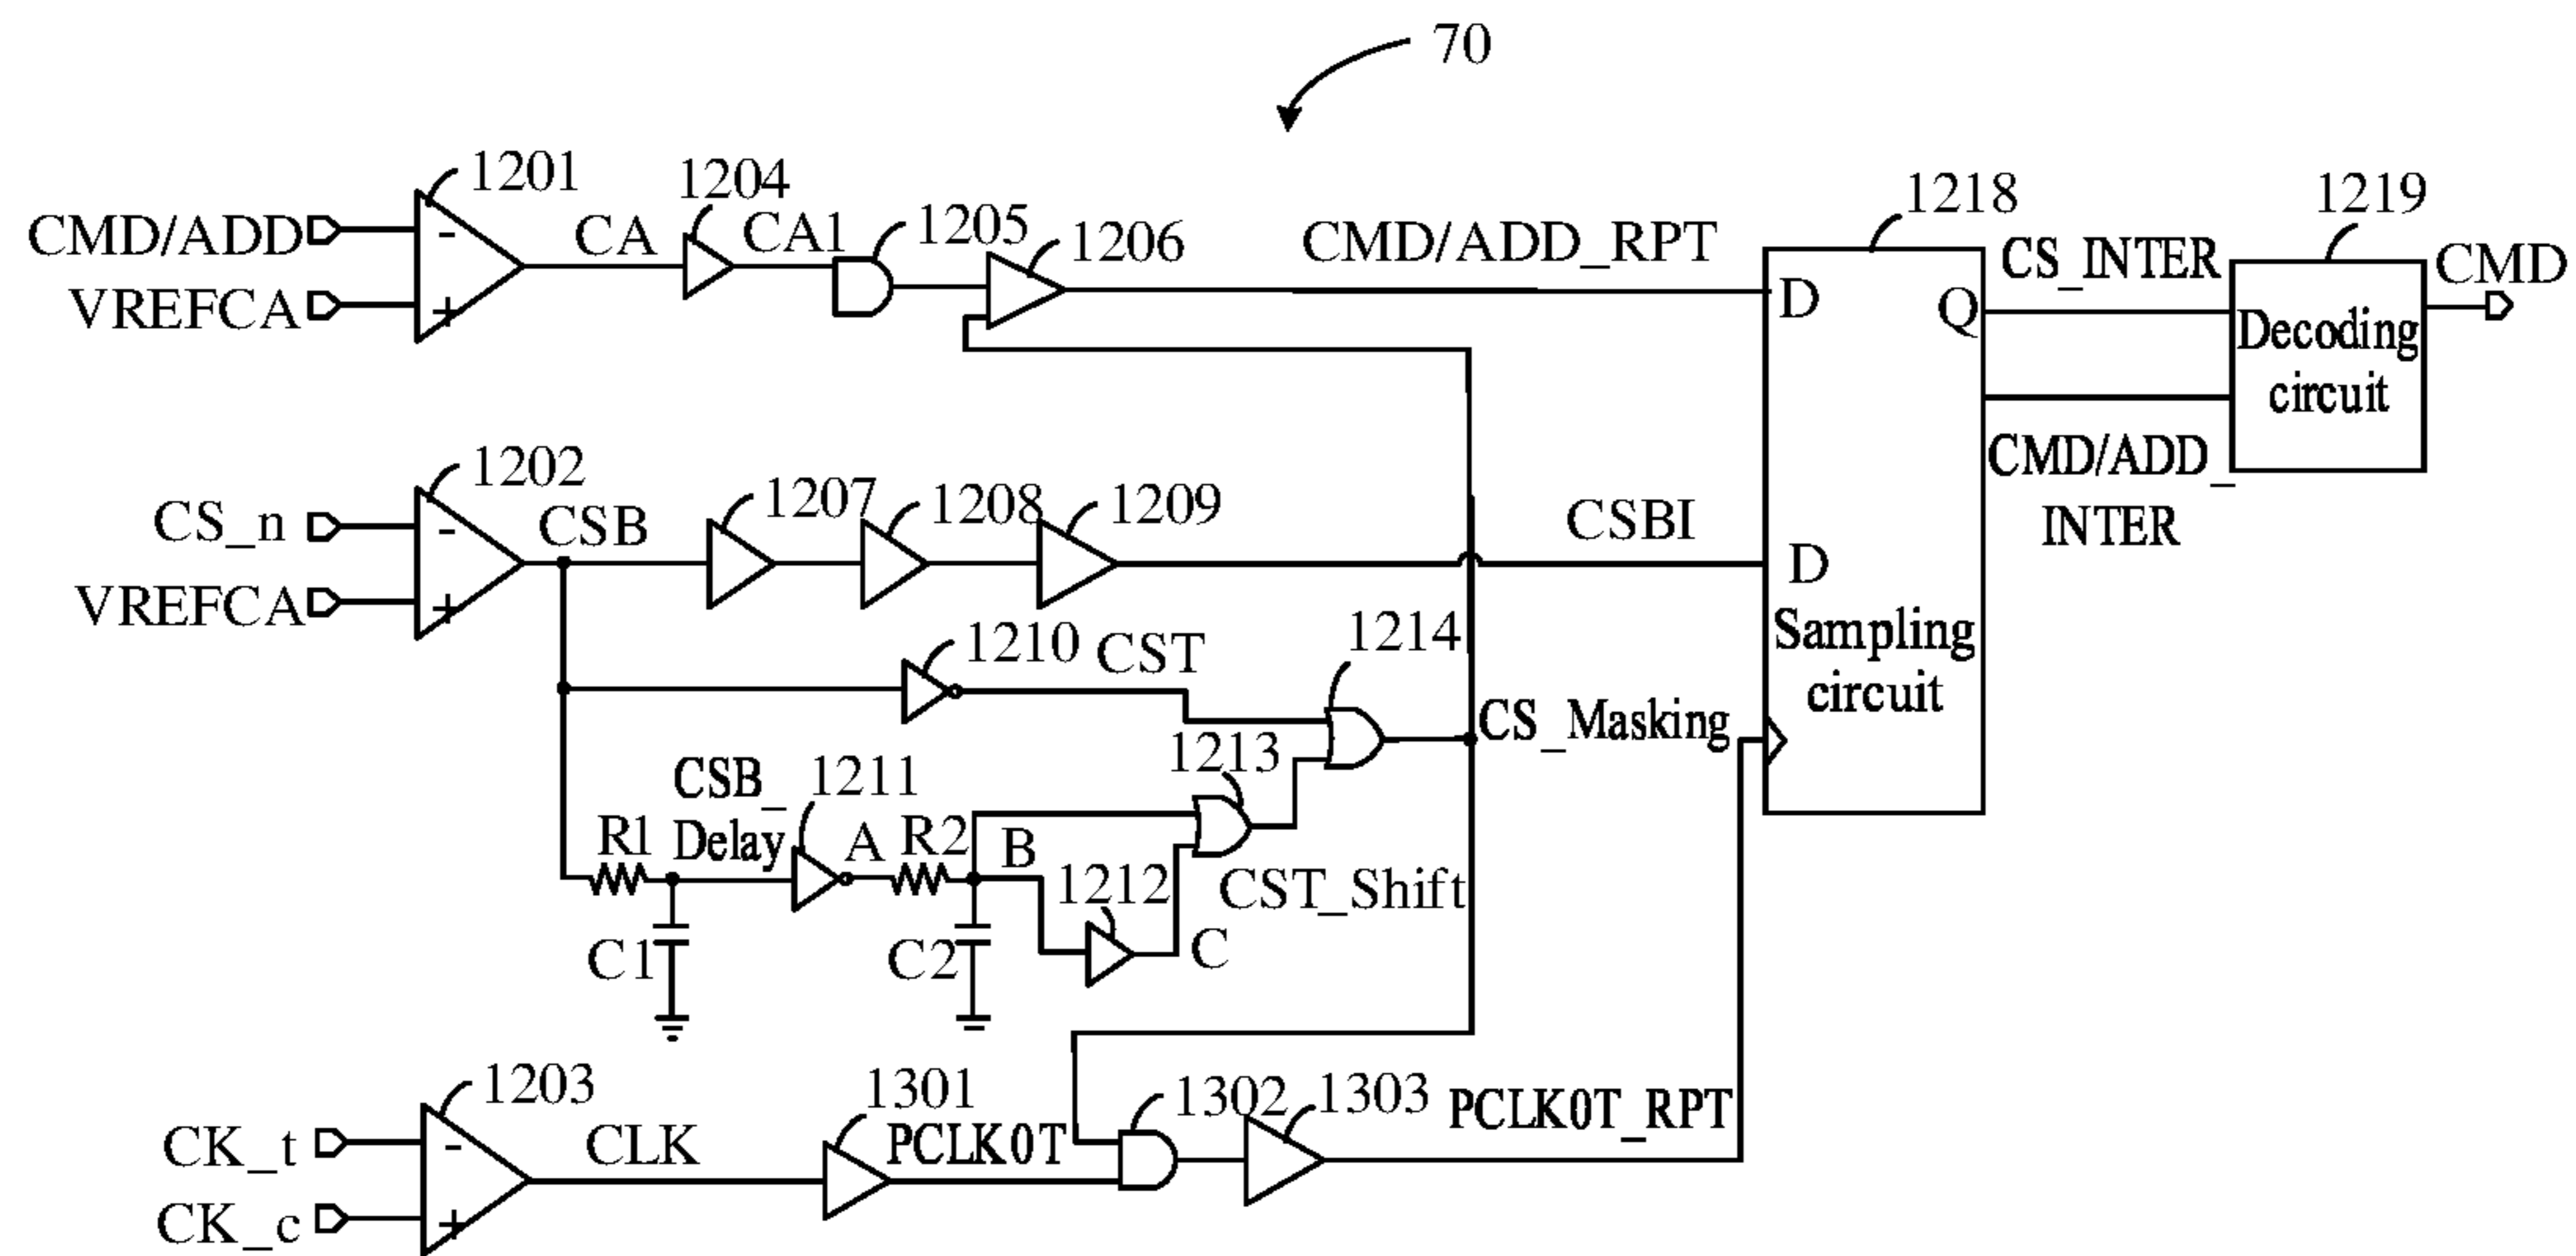 70
1201
1204
1205
1206
1218
1219
CMD/ADD
VREFCA
-
+
CA
CA1
CMD/ADD_RPT
D
Q
CS_INTER
CMD/ADD_
INTER
Decoding
circuit
CMD
1202
1207
1208
1209
CS_n
VREFCA
-
+
CSB
CSBI
D
Sampling
circuit
1210
CST
1214
CS_Masking
1213
CSB_
Delay
1211
R1
A
R2
B
1212
CST_Shift
C
C1
C2
1203
1301
1302
1303
CK_t
CK_c
-
+
CLK
PCLK0T
PCLK0T_RPT